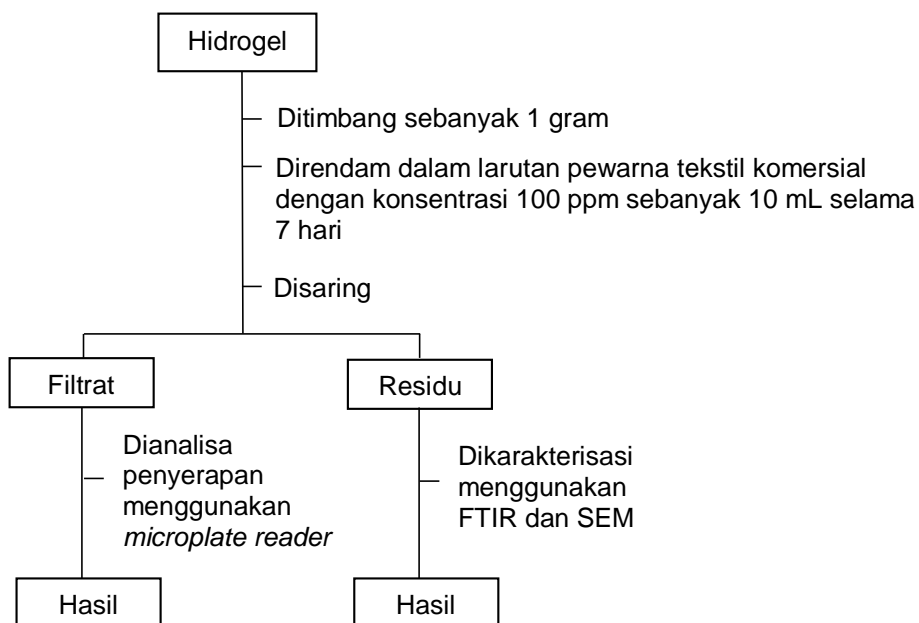 Hidrogel
Ditimbang sebanyak 1 gram
Direndam dalam larutan pewarna tekstil komersial
dengan konsentrasi 100 ppm sebanyak 10 mL selama
7 hari
Disaring
Filtrat
Residu
Dianalisa
penyerapan
menggunakan
microplate reader
Dikarakterisasi
menggunakan
FTIR dan SEM
Hasil
Hasil